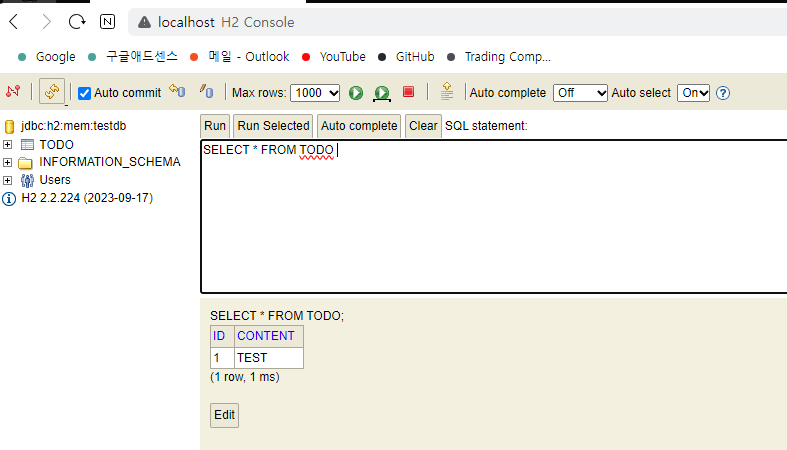 localhost H2 Console
Google 구글애드센스 메일 - Outlook YouTube GitHub Trading Comp...
Auto commit Max rows: 1000 Auto complete Off Auto select On ?
jdbc:h2:mem:testdb
TODO
INFORMATION_SCHEMA
Users
H2 2.2.224 (2023-09-17)
Run Run Selected Auto complete Clear SQL statement:
SELECT * FROM TODO
SELECT * FROM TODO;
ID CONTENT
1 TEST
(1 row, 1 ms)
Edit